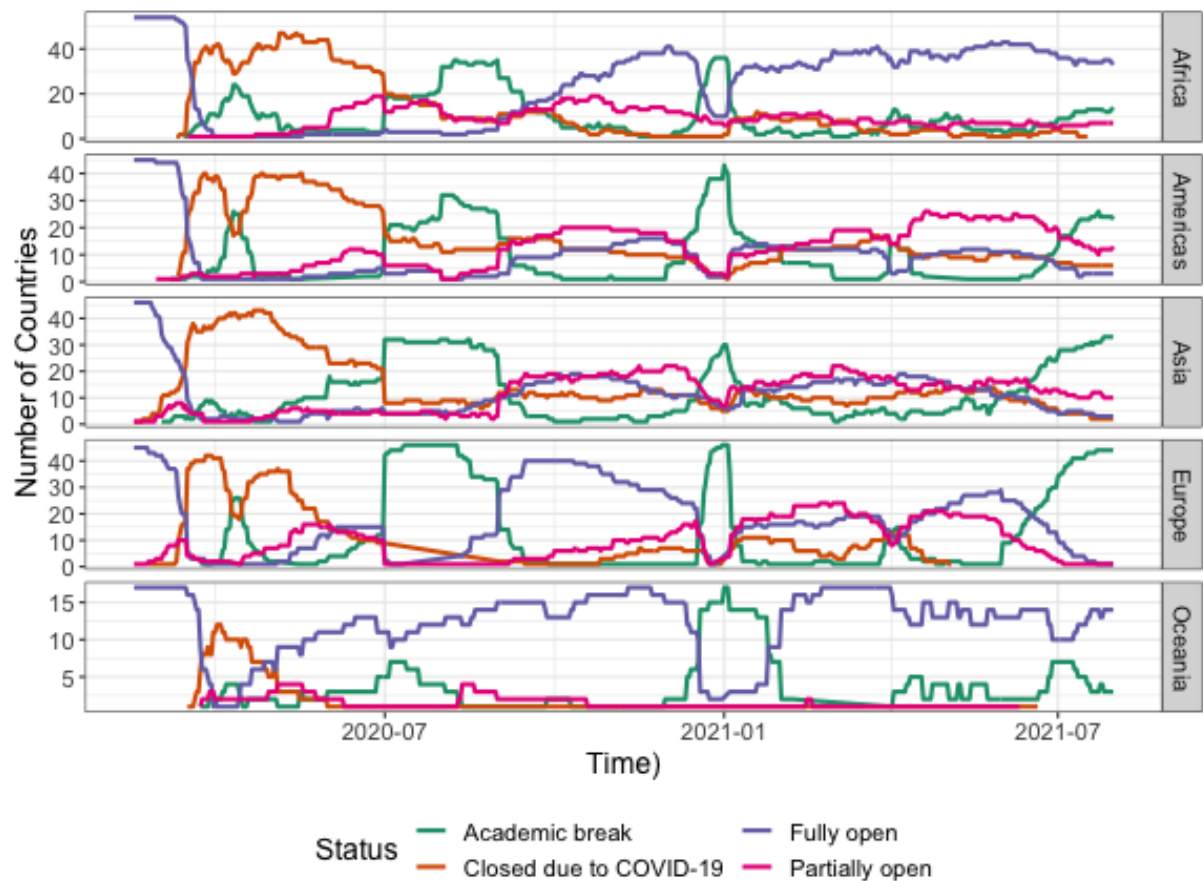 Number of Countries
40
20
0
Africa
40
30
20
10
0
Americas
40
30
20
10
0
Asia
40
30
20
10
0
Europe
15
10
5
Oceania
2020-07 2021-01 2021-07
Time)
Status
Academic break Fully open
Closed due to COVID-19 Partially open